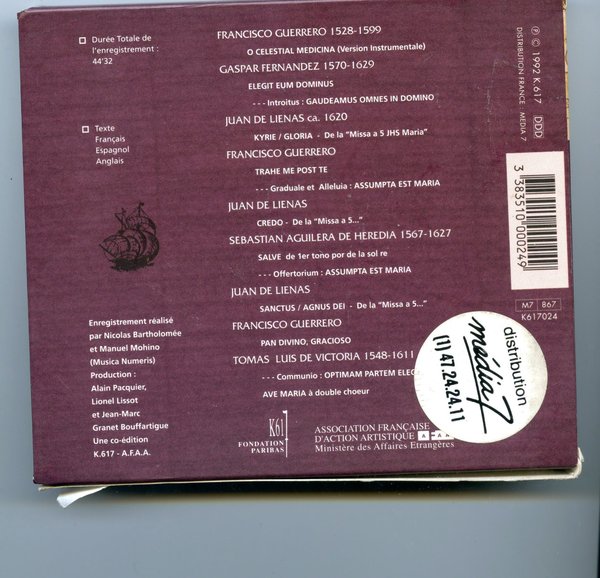 Durée Totale de
l'enregistrement :
44'32
Texte
Français
Espagnol
Anglais
Enregistrement réalisé
par Nicolas Bartholomée
et Manuel Mohino
(Musica Numeris)
Production :
Alain Pacquier,
Lionel Lissot
et Jean-Marc
Granet Bouffartigue
Une co-édition
K.617 - A.F.A.A.
FRANCISCO GUERRERO 1528-1599
O CELESTIAL MEDICINA (Version Instrumentale)
GASPAR FERNANDEZ 1570-1629
ELEGIT EUM DOMINUS
- - - Introitus : GAUDEAMUS OMNES IN DOMINO
JUAN DE LIENAS ca. 1620
KYRIE / GLORIA - De la "Missa a 5 JHS Maria"
FRANCISCO GUERRERO
TRAHE ME POST TE
- - - Graduale et Alleluia : ASSUMPTA EST MARIA
JUAN DE LIENAS
CREDO - De la "Missa a 5..."
SEBASTIAN AGUILERA DE HEREDIA 1567-1627
SALVE de 1er tono por de la sol re
- - - Offertorium : ASSUMPTA EST MARIA
JUAN DE LIENAS
SANCTUS / AGNUS DEI - De la "Missa a 5..."
FRANCISCO GUERRERO
PAN DIVINO, GRACIOSO
TOMAS LUIS DE VICTORIA 1548-1611
- - - Communio : OPTIMAM PARTEM ELEG
AVE MARIA à double choeur
K61
FONDATION
PARIBAS
ASSOCIATION FRANÇAISE
D'ACTION ARTISTIQUE
Ministère des Affaires Etrangères
℗ © 1992 K.617 DDD
DISTRIBUTION FRANCE : MEDIA 7
3 383510 000249
M7 867
K617024
distribution
média 7
(1) 47.24.24.11